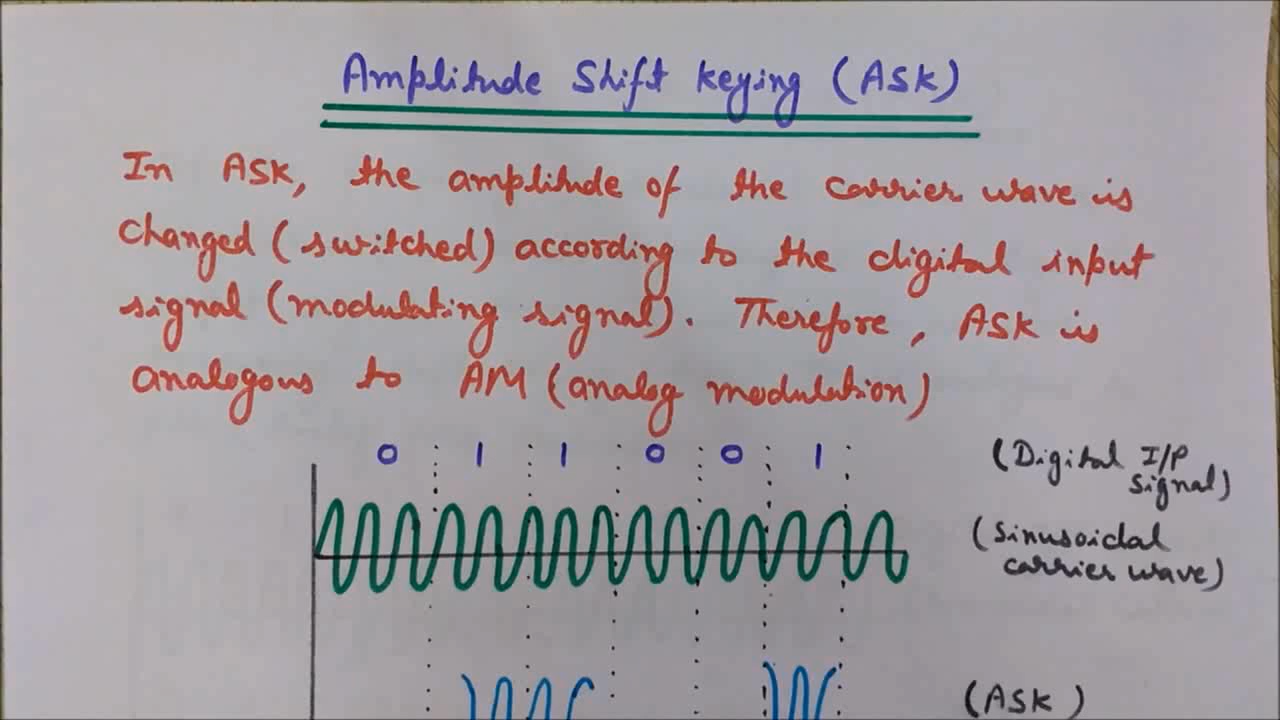 Amplitude Shift keying (ASK)
In ASK, the amplitude of the carrier wave is
changed (switched) according to the digital input
signal (modulating signal). Therefore, ASK is
analogous to AM (analog modulation)
0 1 1 0 0 1 (Digital I/P
signal)
(Sinusoidal
carrier wave)
(ASK)